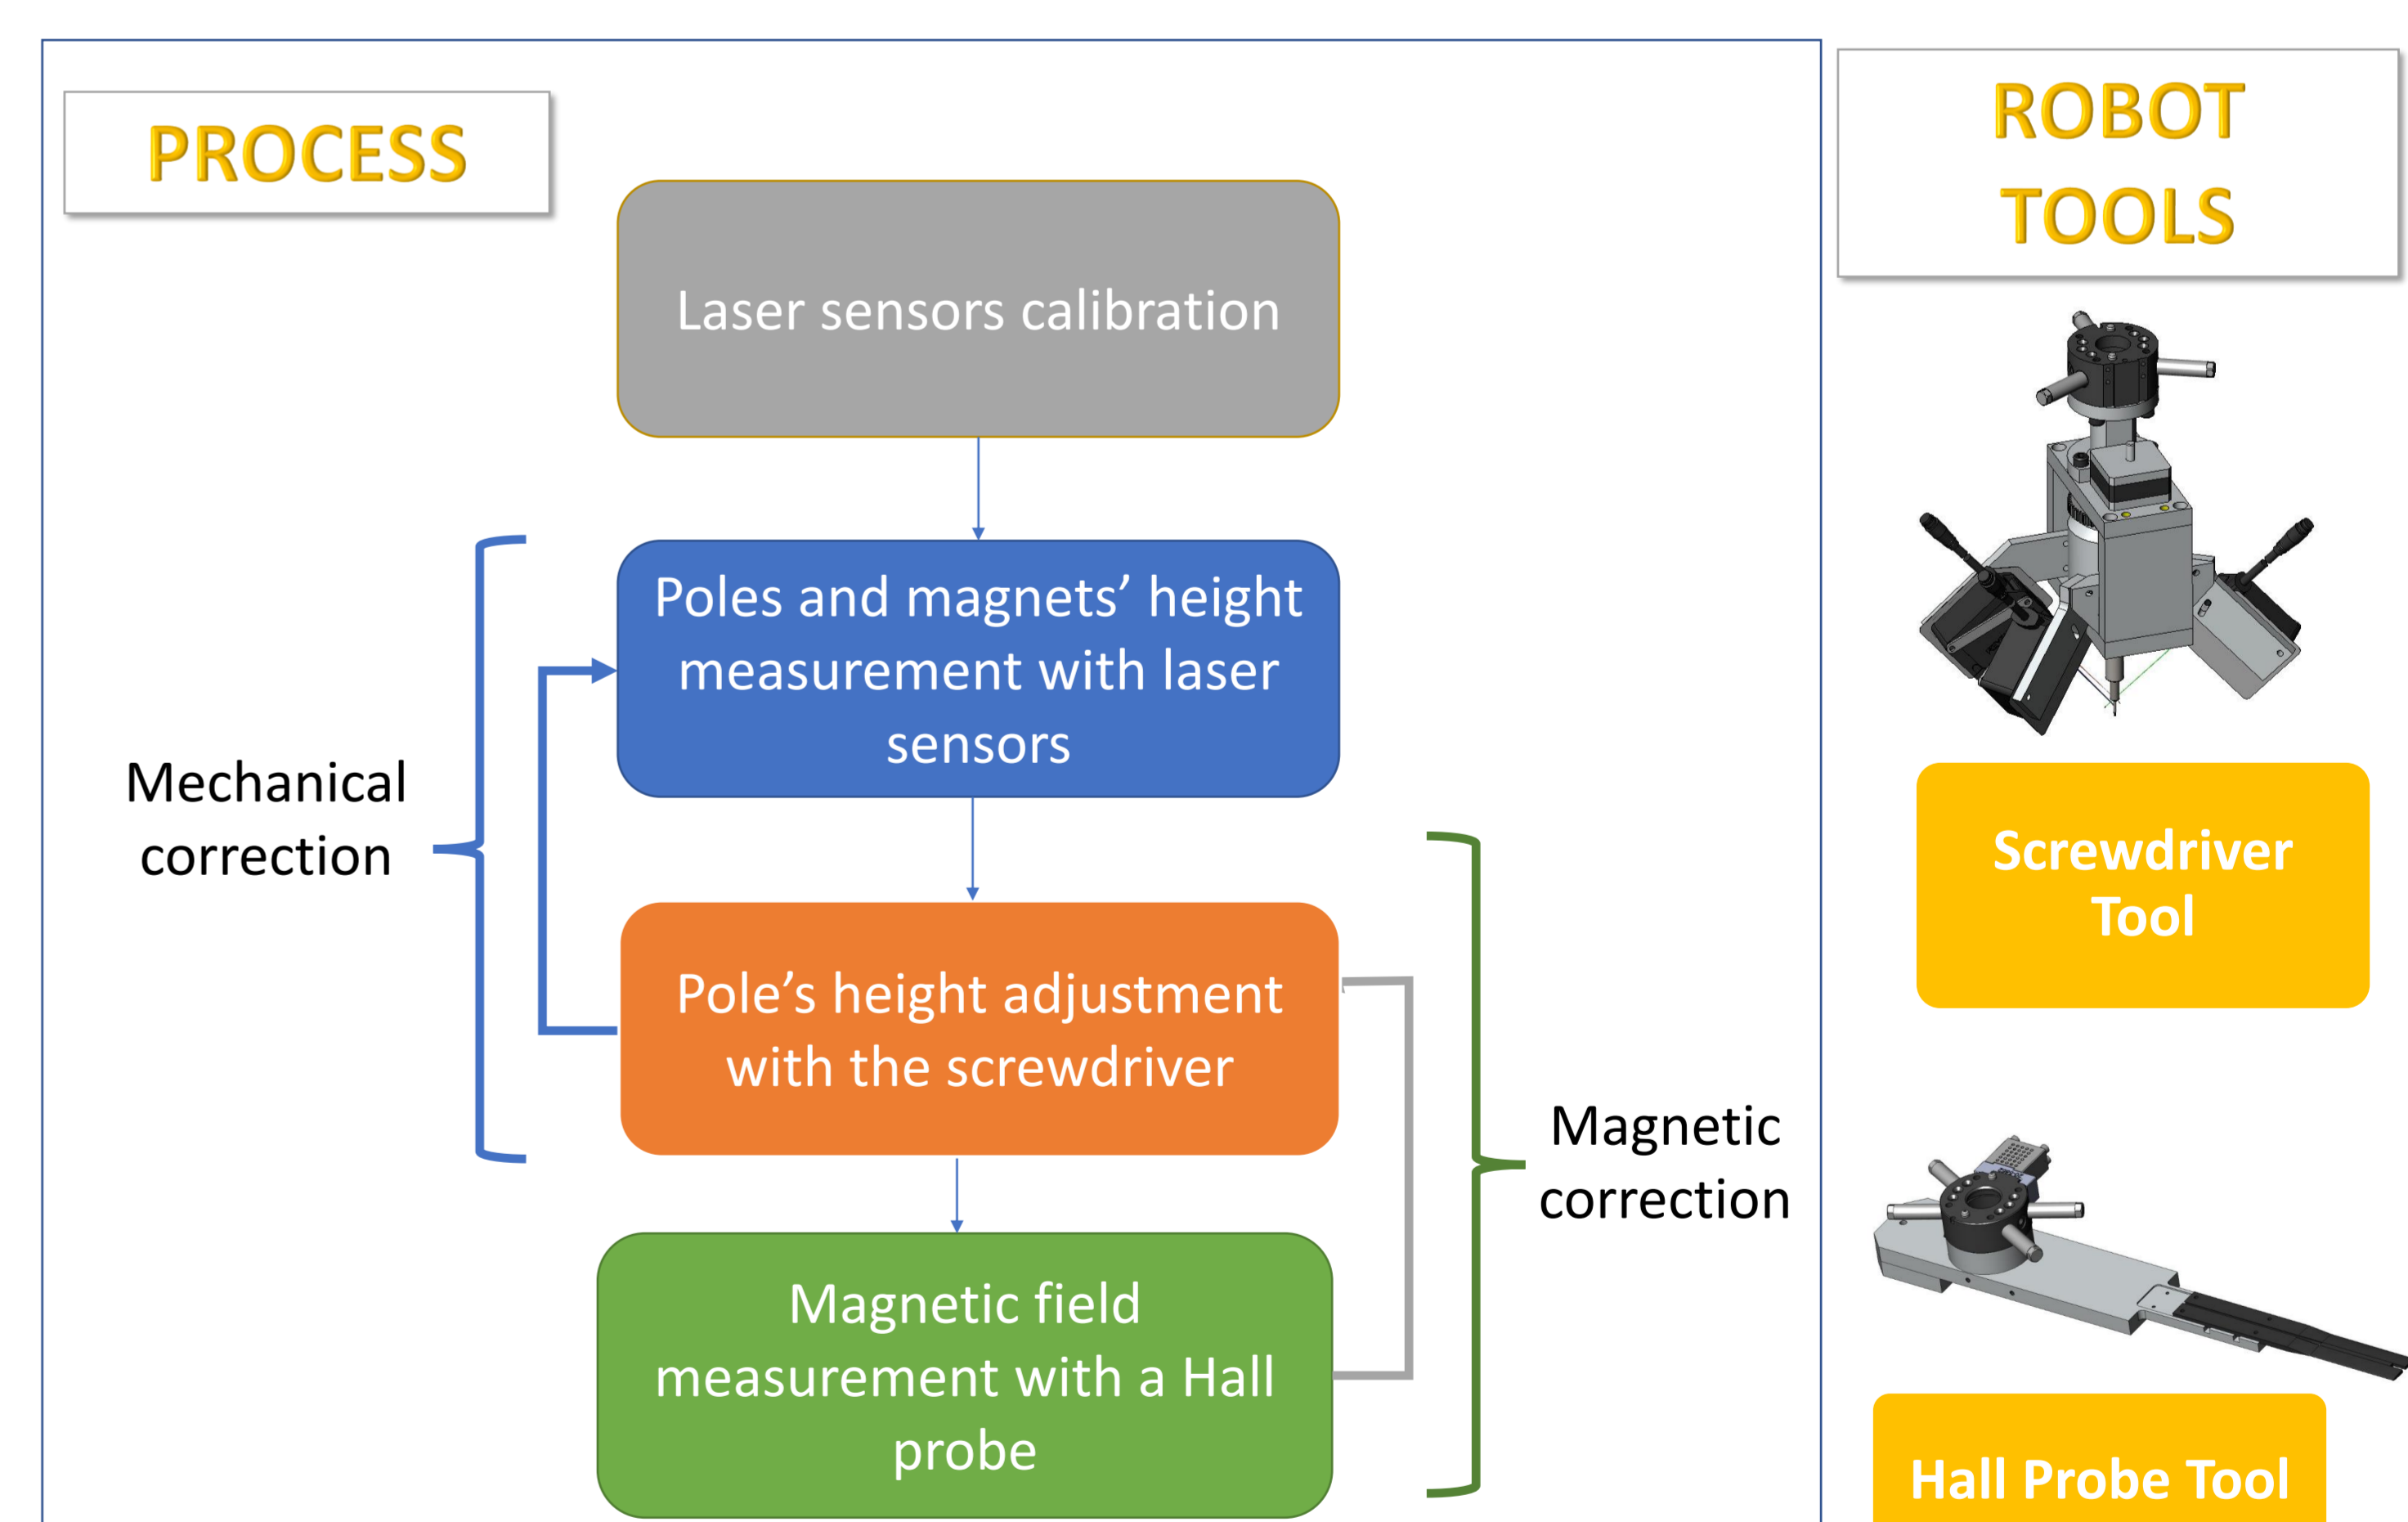 PROCESS
Laser sensors calibration
Poles and magnets’ height
measurement with laser
sensors
Mechanical
correction
Pole’s height adjustment
with the screwdriver
Magnetic
correction
Magnetic field
measurement with a Hall
probe
ROBOT
TOOLS
Screwdriver
Tool
Hall Probe Tool